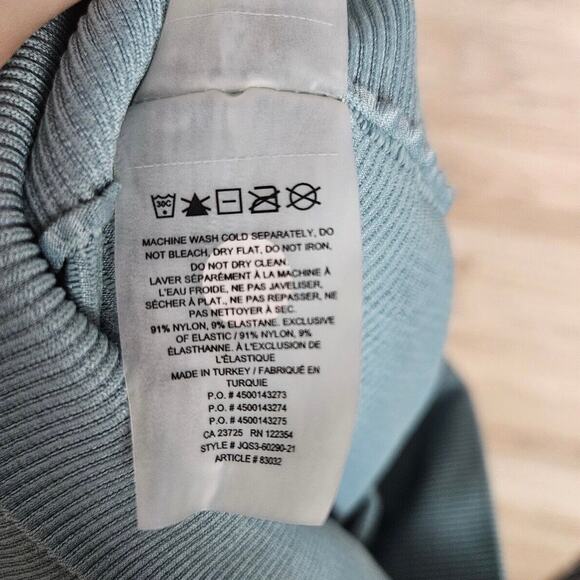 30C
MACHINE WASH COLD SEPARATELY, DO
NOT BLEACH, DRY FLAT, DO NOT IRON,
DO NOT DRY CLEAN.
LAVER SÉPARÉMENT À LA MACHINE À
L'EAU FROIDE, NE PAS JAVELISER,
SÉCHER À PLAT., NE PAS REPASSER, NE
PAS NETTOYER À SEC.
91% NYLON, 9% ELASTANE. EXCLUSIVE
OF ELASTIC / 91% NYLON, 9%
ÉLASTHANNE. À L'EXCLUSION DE
L'ÉLASTIQUE
MADE IN TURKEY / FABRIQUÉ EN
TURQUIE
P.O. # 4500143273
P.O. # 4500143274
P.O. # 4500143275
CA 23725 RN 122354
STYLE # JQS3-60290-21
ARTICLE # 83032